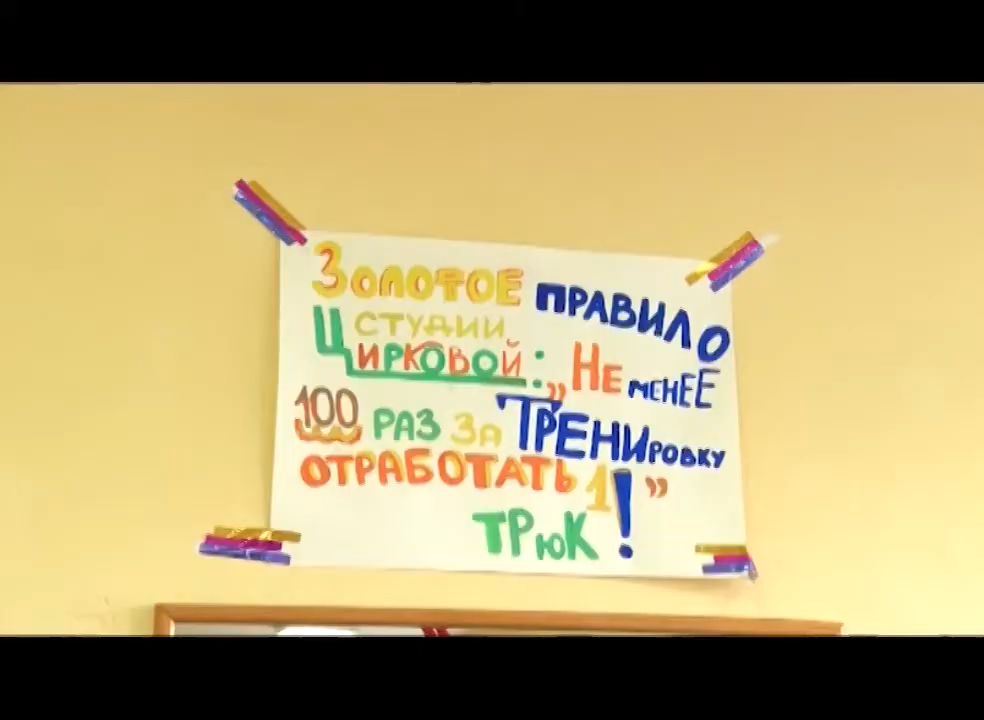 Золотое правило
студии
Цирковой: „Не менее
100 раз за тренировку
отработать 1
трюк!”